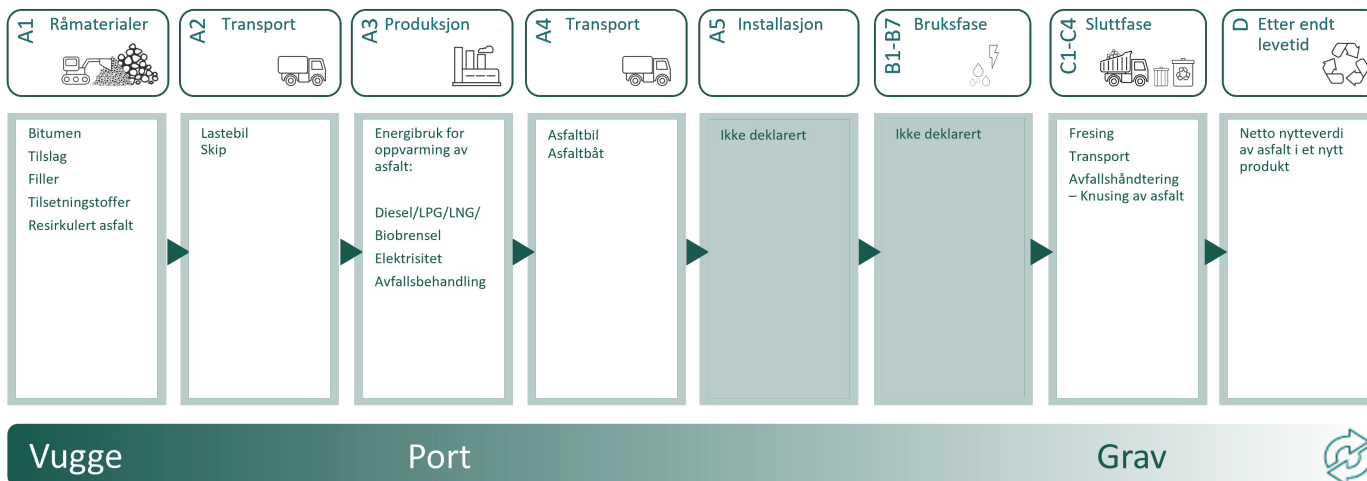 A1 Råmaterialer
A2 Transport
A3 Produksjon
A4 Transport
A5 Installasjon
B1-B7 Bruksfase
C1-C4 Sluttfase
D Etter endt
levetid
Bitumen
Tilslag
Filler
Tilsetningstoffer
Resirkulert asfalt
Lastebil
Skip
Energibruk for
oppvarming av
asfalt:
Diesel/LPG/LNG/
Biobrensel
Elektrisitet
Avfallsbehandling
Asfaltbil
Asfaltbåt
Ikke deklarert
Ikke deklarert
Fresing
Transport
Avfallshåndtering
– Knusing av asfalt
Netto nytteverdi
av asfalt i et nytt
produkt
Vugge
Port
Grav